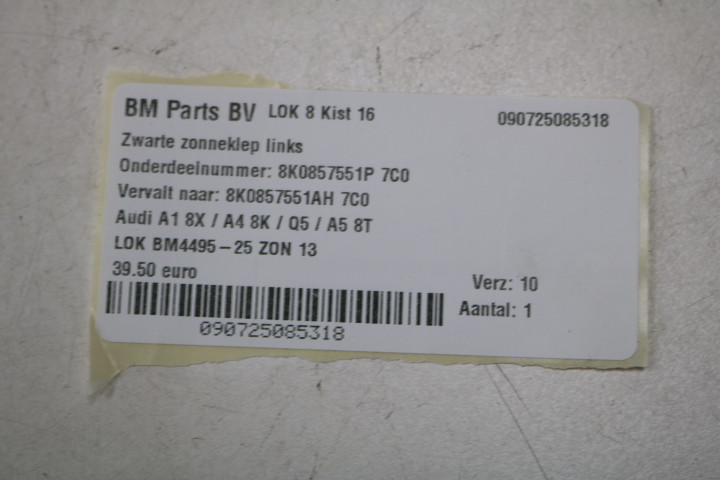 BM Parts BV LOK 8 Kist 16 090725085318
Zwarte zonneklep links
Onderdeelnummer: 8K0857551P 7C0
Vervalt naar: 8K0857551AH 7C0
Audi A1 8X / A4 8K / Q5 / A5 8T
LOK BM4495-25 ZON 13
39.50 euro Verz: 10
Aantal: 1
090725085318